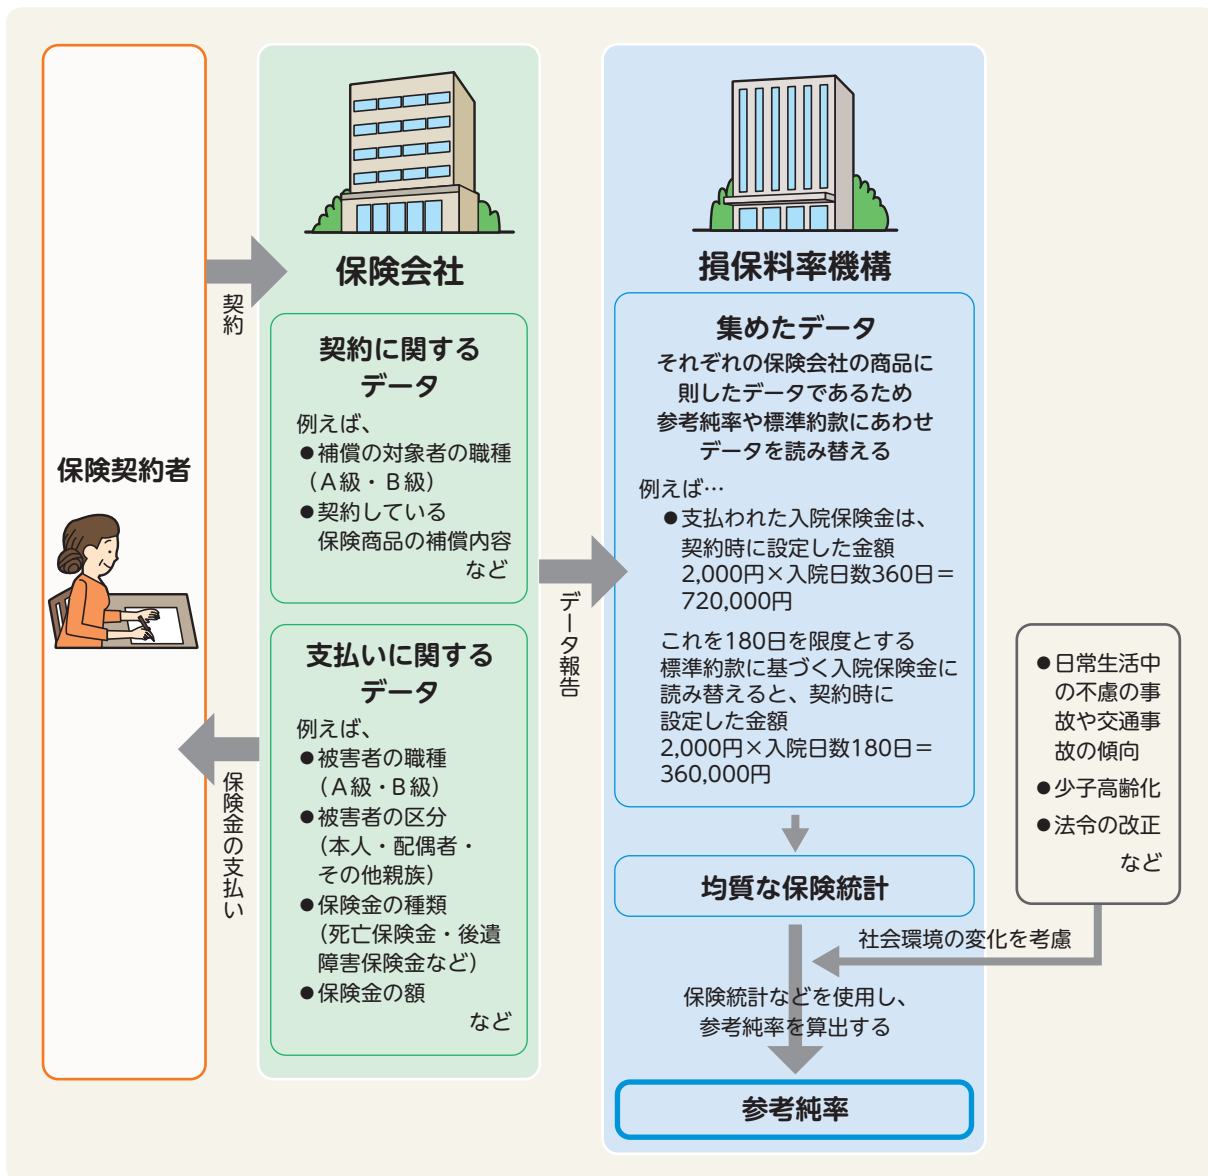 保険契約者
契約
保険金の支払い
保険会社
契約に関する
データ
例えば、
●補償の対象者の職種
（Ａ級・Ｂ級）
●契約している
保険商品の補償内容
など
支払いに関する
データ
例えば、
●被害者の職種
（Ａ級・Ｂ級）
●被害者の区分
（本人・配偶者・
その他親族）
●保険金の種類
（死亡保険金・後遺
障害保険金など）
●保険金の額
など
データ報告
損保料率機構
集めたデータ
それぞれの保険会社の商品に
則したデータであるため
参考純率や標準約款にあわせ
データを読み替える
例えば…
●支払われた入院保険金は、
契約時に設定した金額
2,000円×入院日数360日＝
720,000円
これを180日を限度とする
標準約款に基づく入院保険金に
読み替えると、契約時に
設定した金額
2,000円×入院日数180日＝
360,000円
均質な保険統計
社会環境の変化を考慮
保険統計などを使用し、
参考純率を算出する
参考純率
●日常生活中
の不慮の事
故や交通事
故の傾向
●少子高齢化
●法令の改正
など